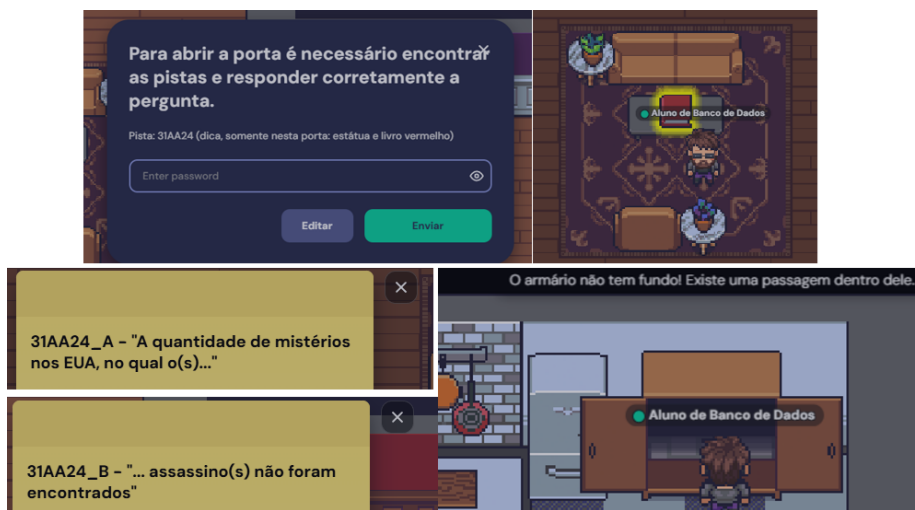 Para abrir a porta é necessário encontrar
as pistas e responder corretamente a
pergunta.
Pista: 31AA24 (dica, somente nesta porta: estátua e livro vermelho)
Enter password
Editar
Enviar
Aluno de Banco de Dados
31AA24_A - "A quantidade de mistérios
nos EUA, no qual o(s)..."
31AA24_B - "... assassino(s) não foram
encontrados"
O armário não tem fundo! Existe uma passagem dentro dele.
Aluno de Banco de Dados